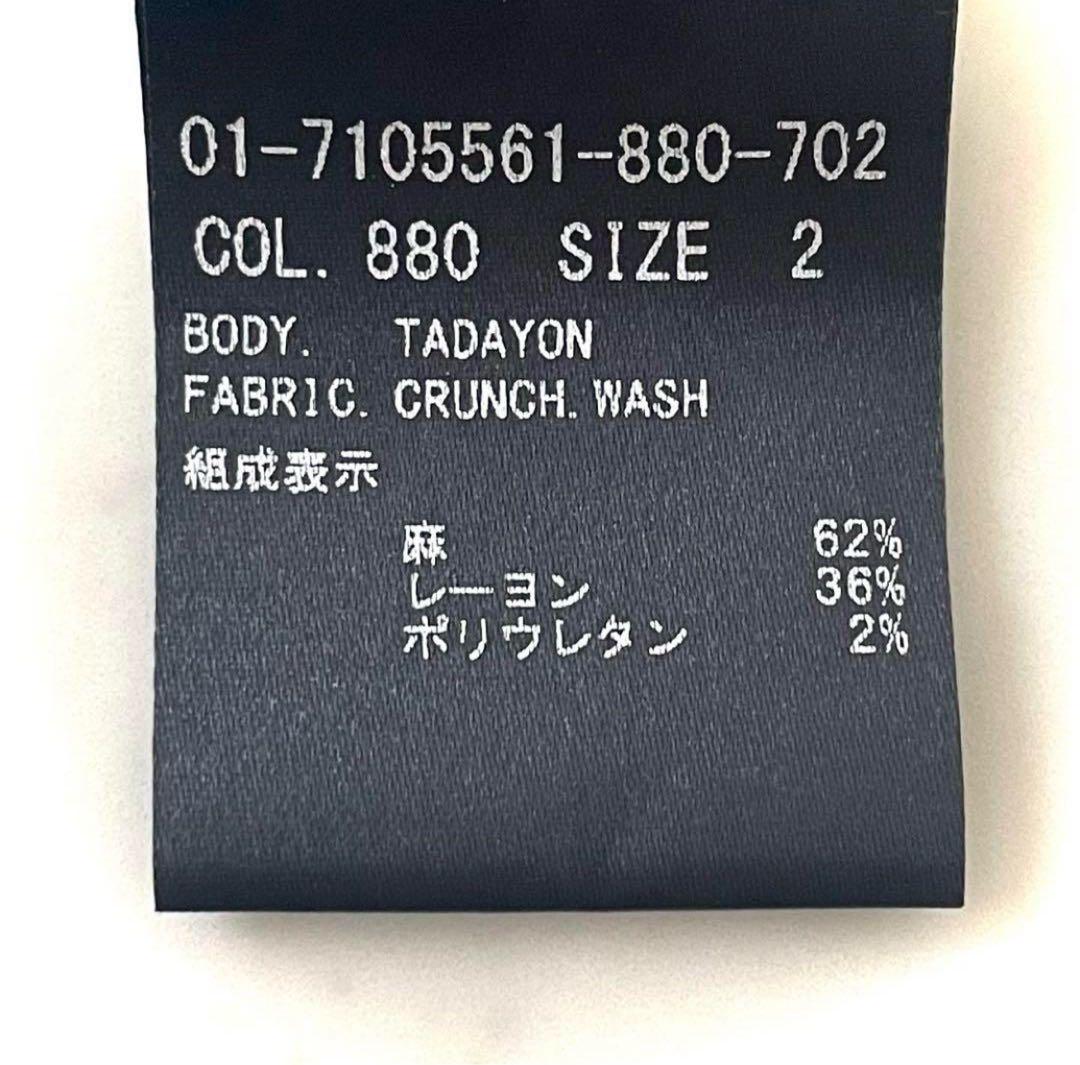 01-7105561-880-702
COL. 880 SIZE 2
BODY. TADAYON
FABRIC. CRUNCH. WASH
組成表示
麻 62%
レーヨン 36%
ポリウレタン 2%